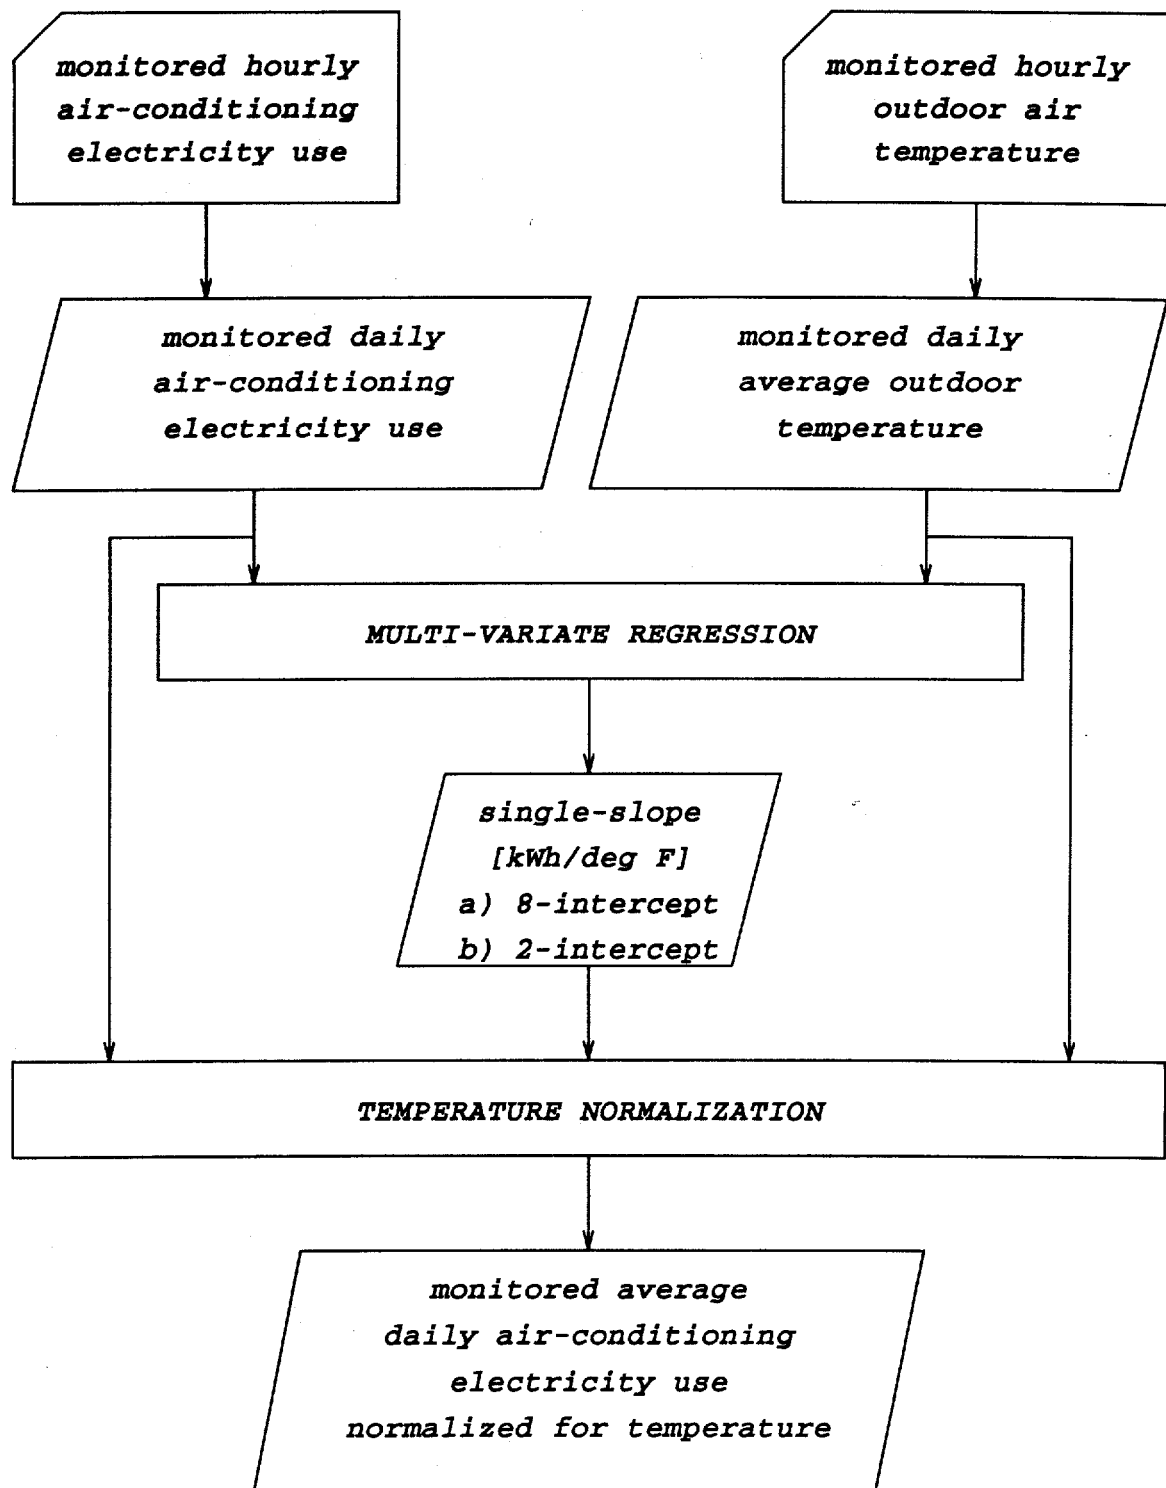 monitored hourly
air-conditioning
electricity use
monitored hourly
outdoor air
temperature
monitored daily
air-conditioning
electricity use
monitored daily
average outdoor
temperature
MULTI-VARIATE REGRESSION
single-slope
[kWh/deg F]
a) 8-intercept
b) 2-intercept
TEMPERATURE NORMALIZATION
monitored average
daily air-conditioning
electricity use
normalized for temperature